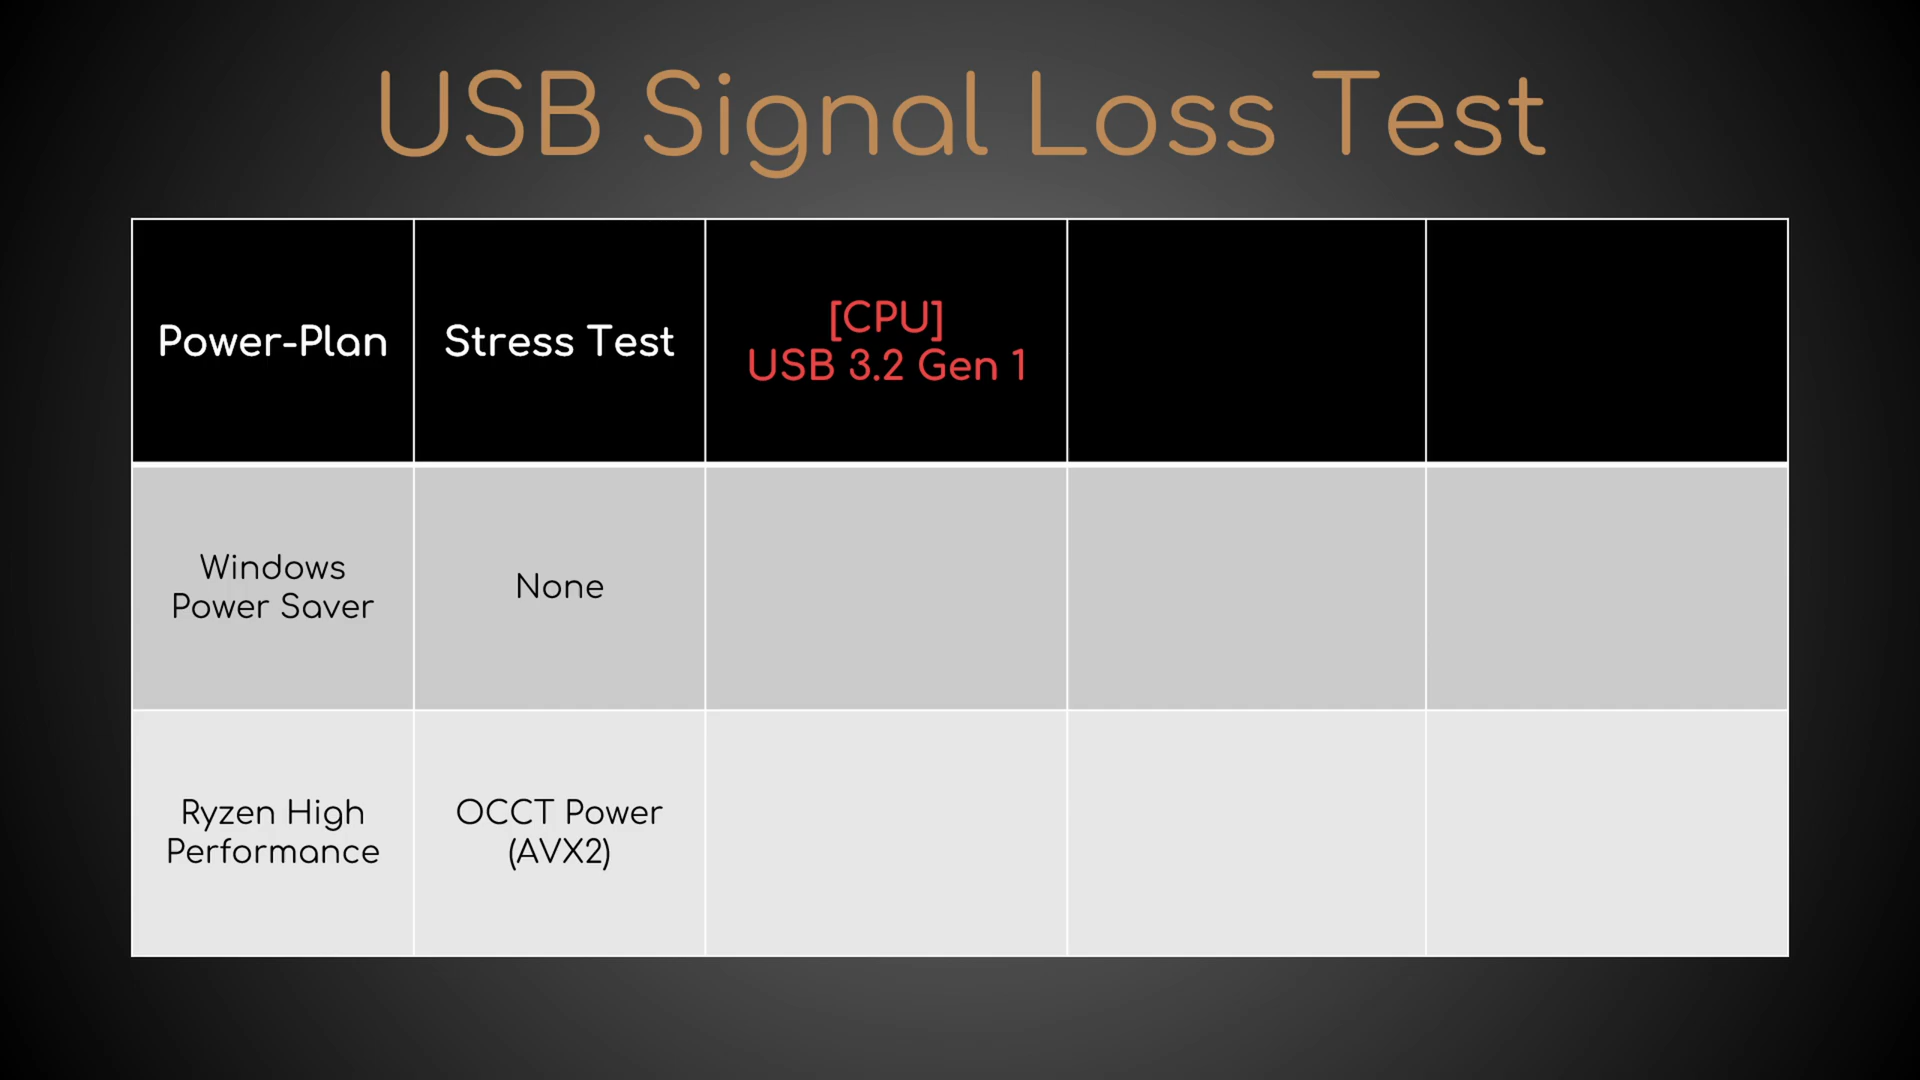 USB Signal Loss Test
Power-Plan
Stress Test
[CPU]
USB 3.2 Gen 1
Windows
Power Saver
None
Ryzen High
Performance
OCCT Power
(AVX2)